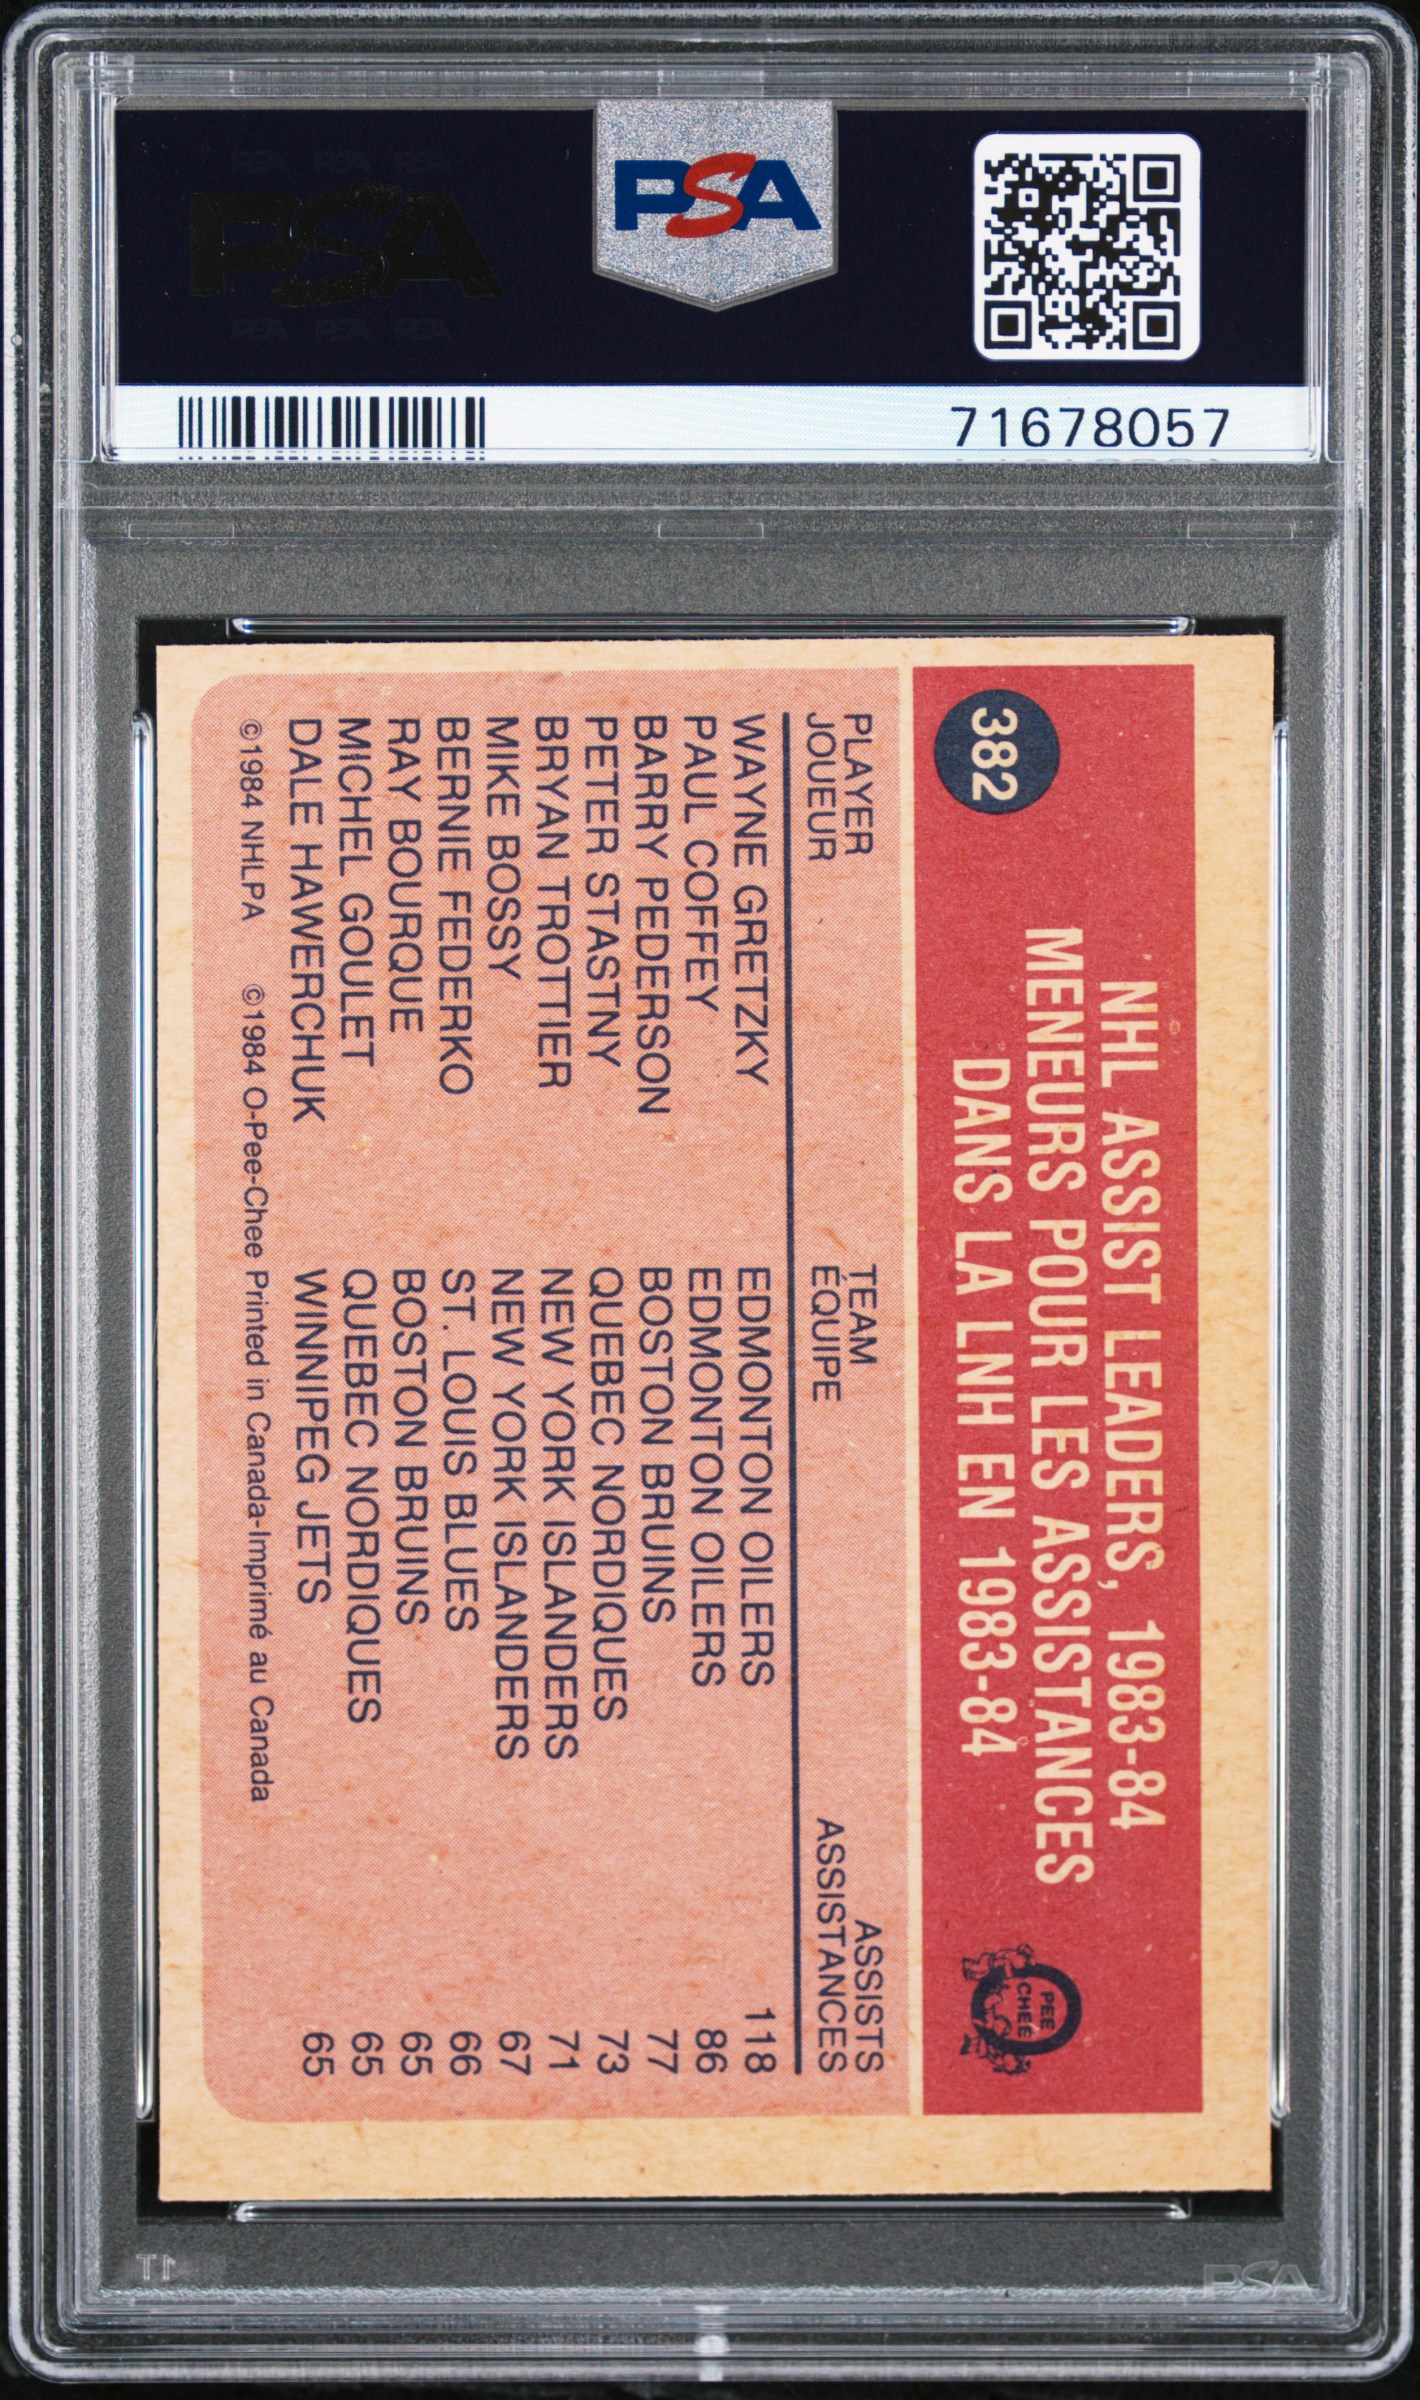 PSA
PSA
71678057
382
NHL ASSIST LEADERS, 1983-84
MENEURS POUR LES ASSISTANCES
DANS LA LNH EN 1983-84
O
PEE
CHEE
PLAYER TEAM ASSISTS
JOUEUR ÉQUIPE ASSISTANCES
WAYNE GRETZKY EDMONTON OILERS 118
PAUL COFFEY EDMONTON OILERS 86
BARRY PEDERSON BOSTON BRUINS 77
PETER STASTNY QUEBEC NORDIQUES 73
BRYAN TROTTIER NEW YORK ISLANDERS 71
MIKE BOSSY NEW YORK ISLANDERS 67
BERNIE FEDERKO ST. LOUIS BLUES 66
RAY BOURQUE BOSTON BRUINS 65
MICHEL GOULET QUEBEC NORDIQUES 65
DALE HAWERCHUK WINNIPEG JETS 65
©1984 NHLPA ©1984 O-Pee-Chee Printed in Canada-Imprimé au Canada
PSA